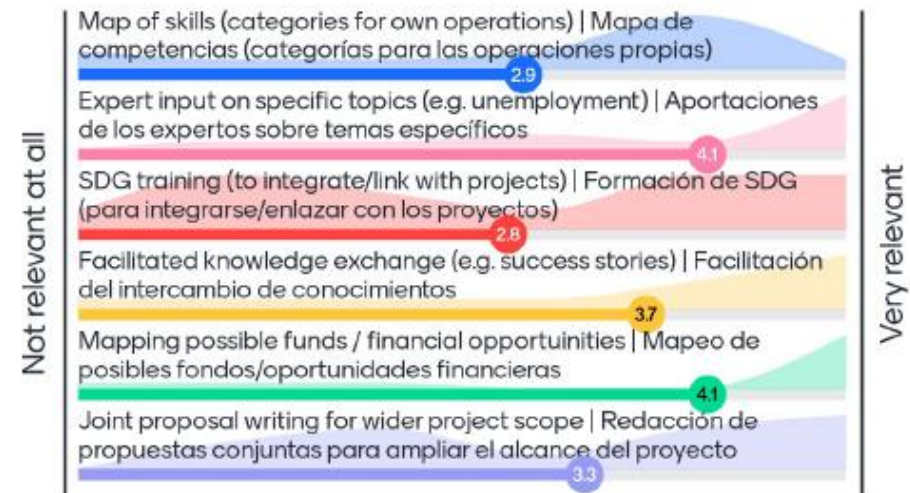 Not relevant at all
Map of skills (categories for own operations) | Mapa de
competencias (categorías para las operaciones propias)
2.9
Expert input on specific topics (e.g. unemployment) | Aportaciones
de los expertos sobre temas específicos
4.1
SDG training (to integrate/link with projects) | Formación de SDG
(para integrarse/enlazar con los proyectos)
2.8
Facilitated knowledge exchange (e.g. success stories) | Facilitación
del intercambio de conocimientos
3.7
Mapping possible funds / financial opportuinities | Mapeo de
posibles fondos/oportunidades financieras
4.1
Joint proposal writing for wider project scope | Redacción de
propuestas conjuntas para ampliar el alcance del proyecto
3.3
Very relevant